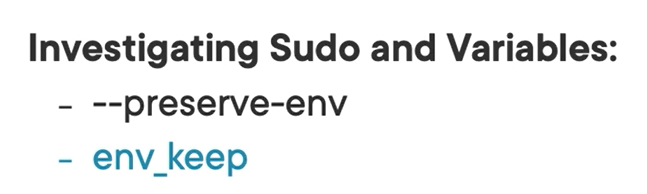 Investigating Sudo and Variables:
– --preserve-env
– env_keep